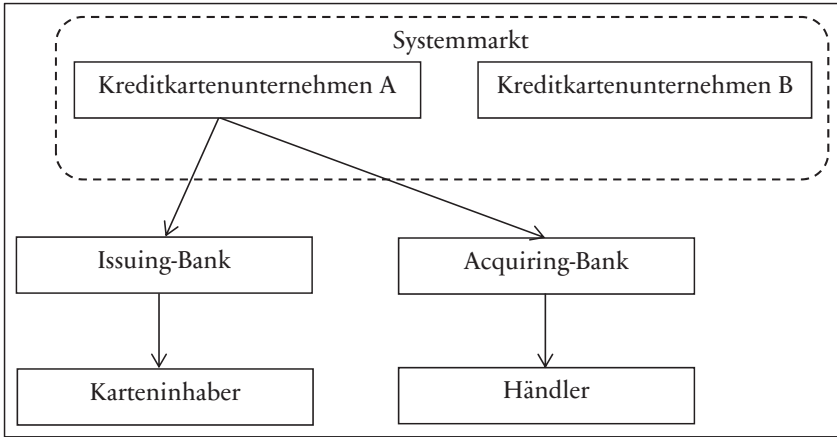 Systemmarkt
Kreditkartenunternehmen A
Kreditkartenunternehmen B
Issuing-Bank
Acquiring-Bank
Karteninhaber
Händler